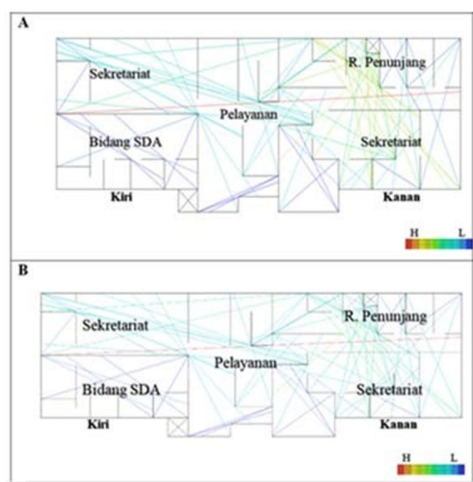 A
R. Penunjang
Sekretariat
Pelayanan
Bidang SDA
Sekretariat
Kiri
Kanan
H L
B
R. Penunjang
Sekretariat
Pelayanan
Bidang SDA
Sekretariat
Kiri
Kanan
H L